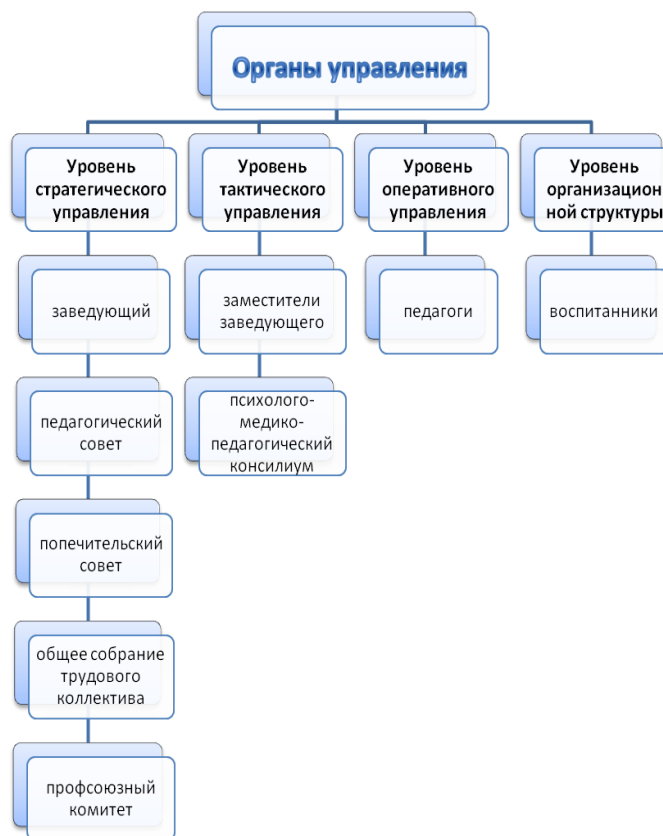 Органы управления
Уровень
стратегического
управления
Уровень
тактического
управления
Уровень
оперативного
управления
Уровень
организацион
ной структуры
заведующий
заместители
заведующего
педагоги
воспитанники
педагогический
совет
психолого-
медико-
педагогический
консилиум
попечительский
совет
общее собрание
трудового
коллектива
профсоюзный
комитет